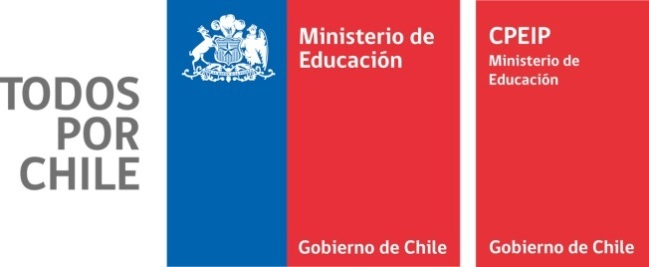 TODOS
POR
CHILE
Ministerio de
Educación
Gobierno de Chile
CPEIP
Ministerio de
Educación
Gobierno de Chile